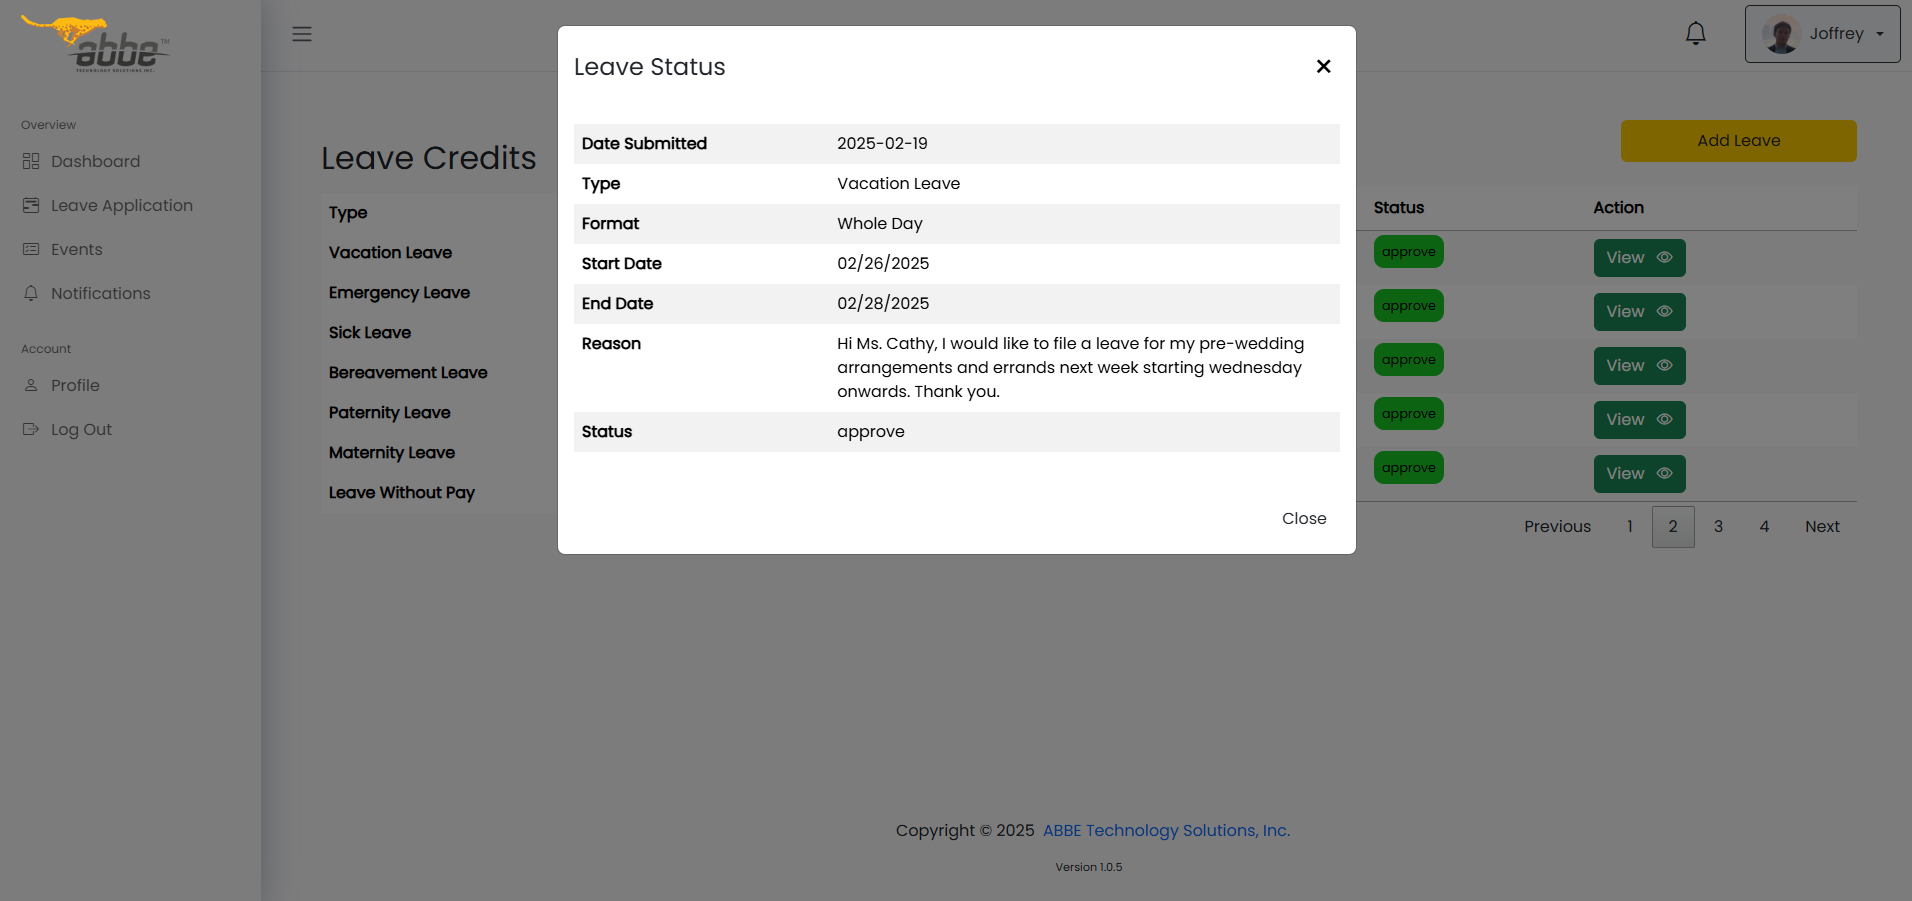 abbe™
TECHNOLOGY SOLUTIONS INC.
Overview
Dashboard
Leave Application
Events
Notifications
Account
Profile
Log Out
Joffrey
Leave Credits
Type
Vacation Leave
Emergency Leave
Sick Leave
Bereavement Leave
Paternity Leave
Maternity Leave
Leave Without Pay
Leave Status
Date Submitted 2025-02-19
Type Vacation Leave
Format Whole Day
Start Date 02/26/2025
End Date 02/28/2025
Reason Hi Ms. Cathy, I would like to file a leave for my pre-wedding
arrangements and errands next week starting wednesday
onwards. Thank you.
Status approve
Close
Add Leave
Status Action
approve View
approve View
approve View
approve View
approve View
Previous 1 2 3 4 Next
Copyright © 2025 ABBE Technology Solutions, Inc.
Version 1.0.5